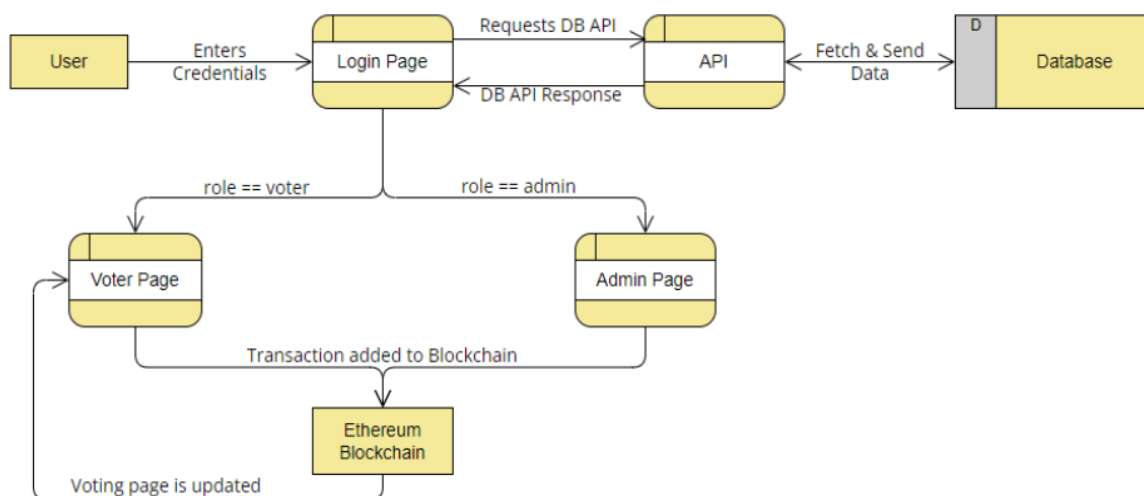 Requests DB API
D
User
Enters
Credentials
Login Page
API
Fetch & Send
Data
Database
DB API Response
role == voter
role == admin
Voter Page
Admin Page
Transaction added to Blockchain
Ethereum
Blockchain
Voting page is updated